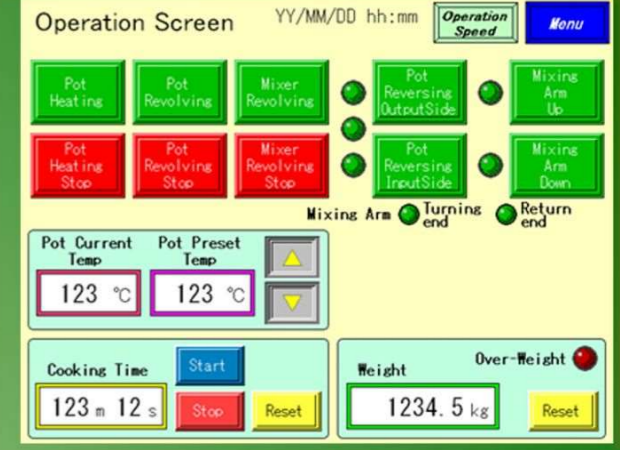 Operation Screen
YY/MM/DD hh:mm
Operation
Speed
Menu
Pot
Heating
Pot
Revolving
Mixer
Revolving
Pot
Reversing
OutputSide
Mixing
Arm
Up
Pot
Heating
Stop
Pot
Revolving
Stop
Mixer
Revolving
Stop
Pot
Reversing
InputSide
Mixing
Arm
Down
Mixing Arm
Turning
end
Return
end
Pot Current
Temp
Pot Preset
Temp
123 ℃
123 ℃
Cooking Time
Start
123 m 12 s
Stop
Reset
Weight
Over-Weight
1234.5 kg
Reset